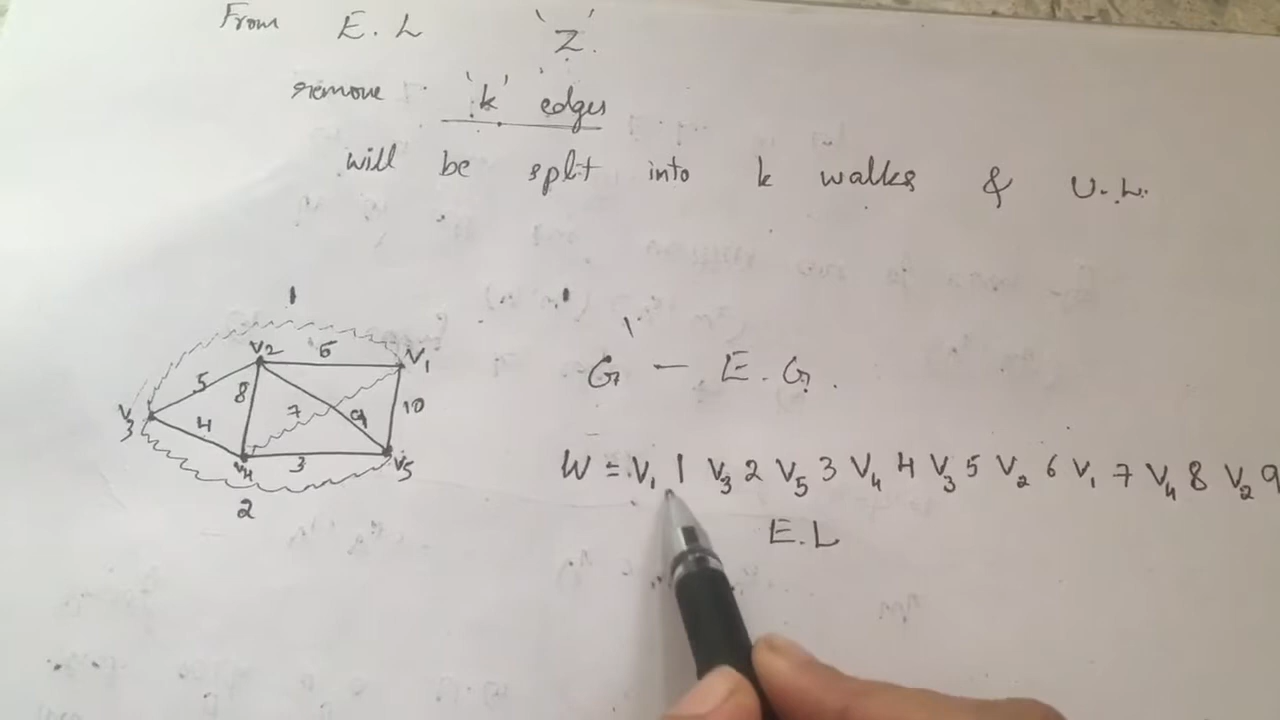 From E. L 'Z'.
remove 'k' edges
will be split into k walks & U. L.
1
V2 6 V1
5 8 7 9 10
V3 4
V4 3 V5
2
G' - E. G.
W = V1 1 V3 2 V5 3 V4 4 V3 5 V2 6 V1 7 V4 8 V2 9
E. L